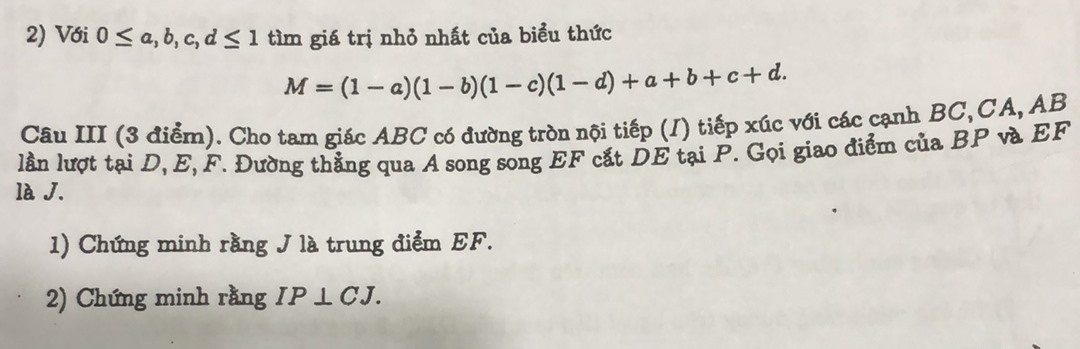 2) Với 0 ≤ a, b, c, d ≤ 1 tìm giá trị nhỏ nhất của biểu thức
M = (1 − a)(1 − b)(1 − c)(1 − d) + a + b + c + d.
Câu III (3 điểm). Cho tam giác ABC có đường tròn nội tiếp (I) tiếp xúc với các cạnh BC, CA, AB
lần lượt tại D, E, F. Đường thẳng qua A song song EF cắt DE tại P. Gọi giao điểm của BP và EF
là J.
1) Chứng minh rằng J là trung điểm EF.
2) Chứng minh rằng IP ⊥ CJ.